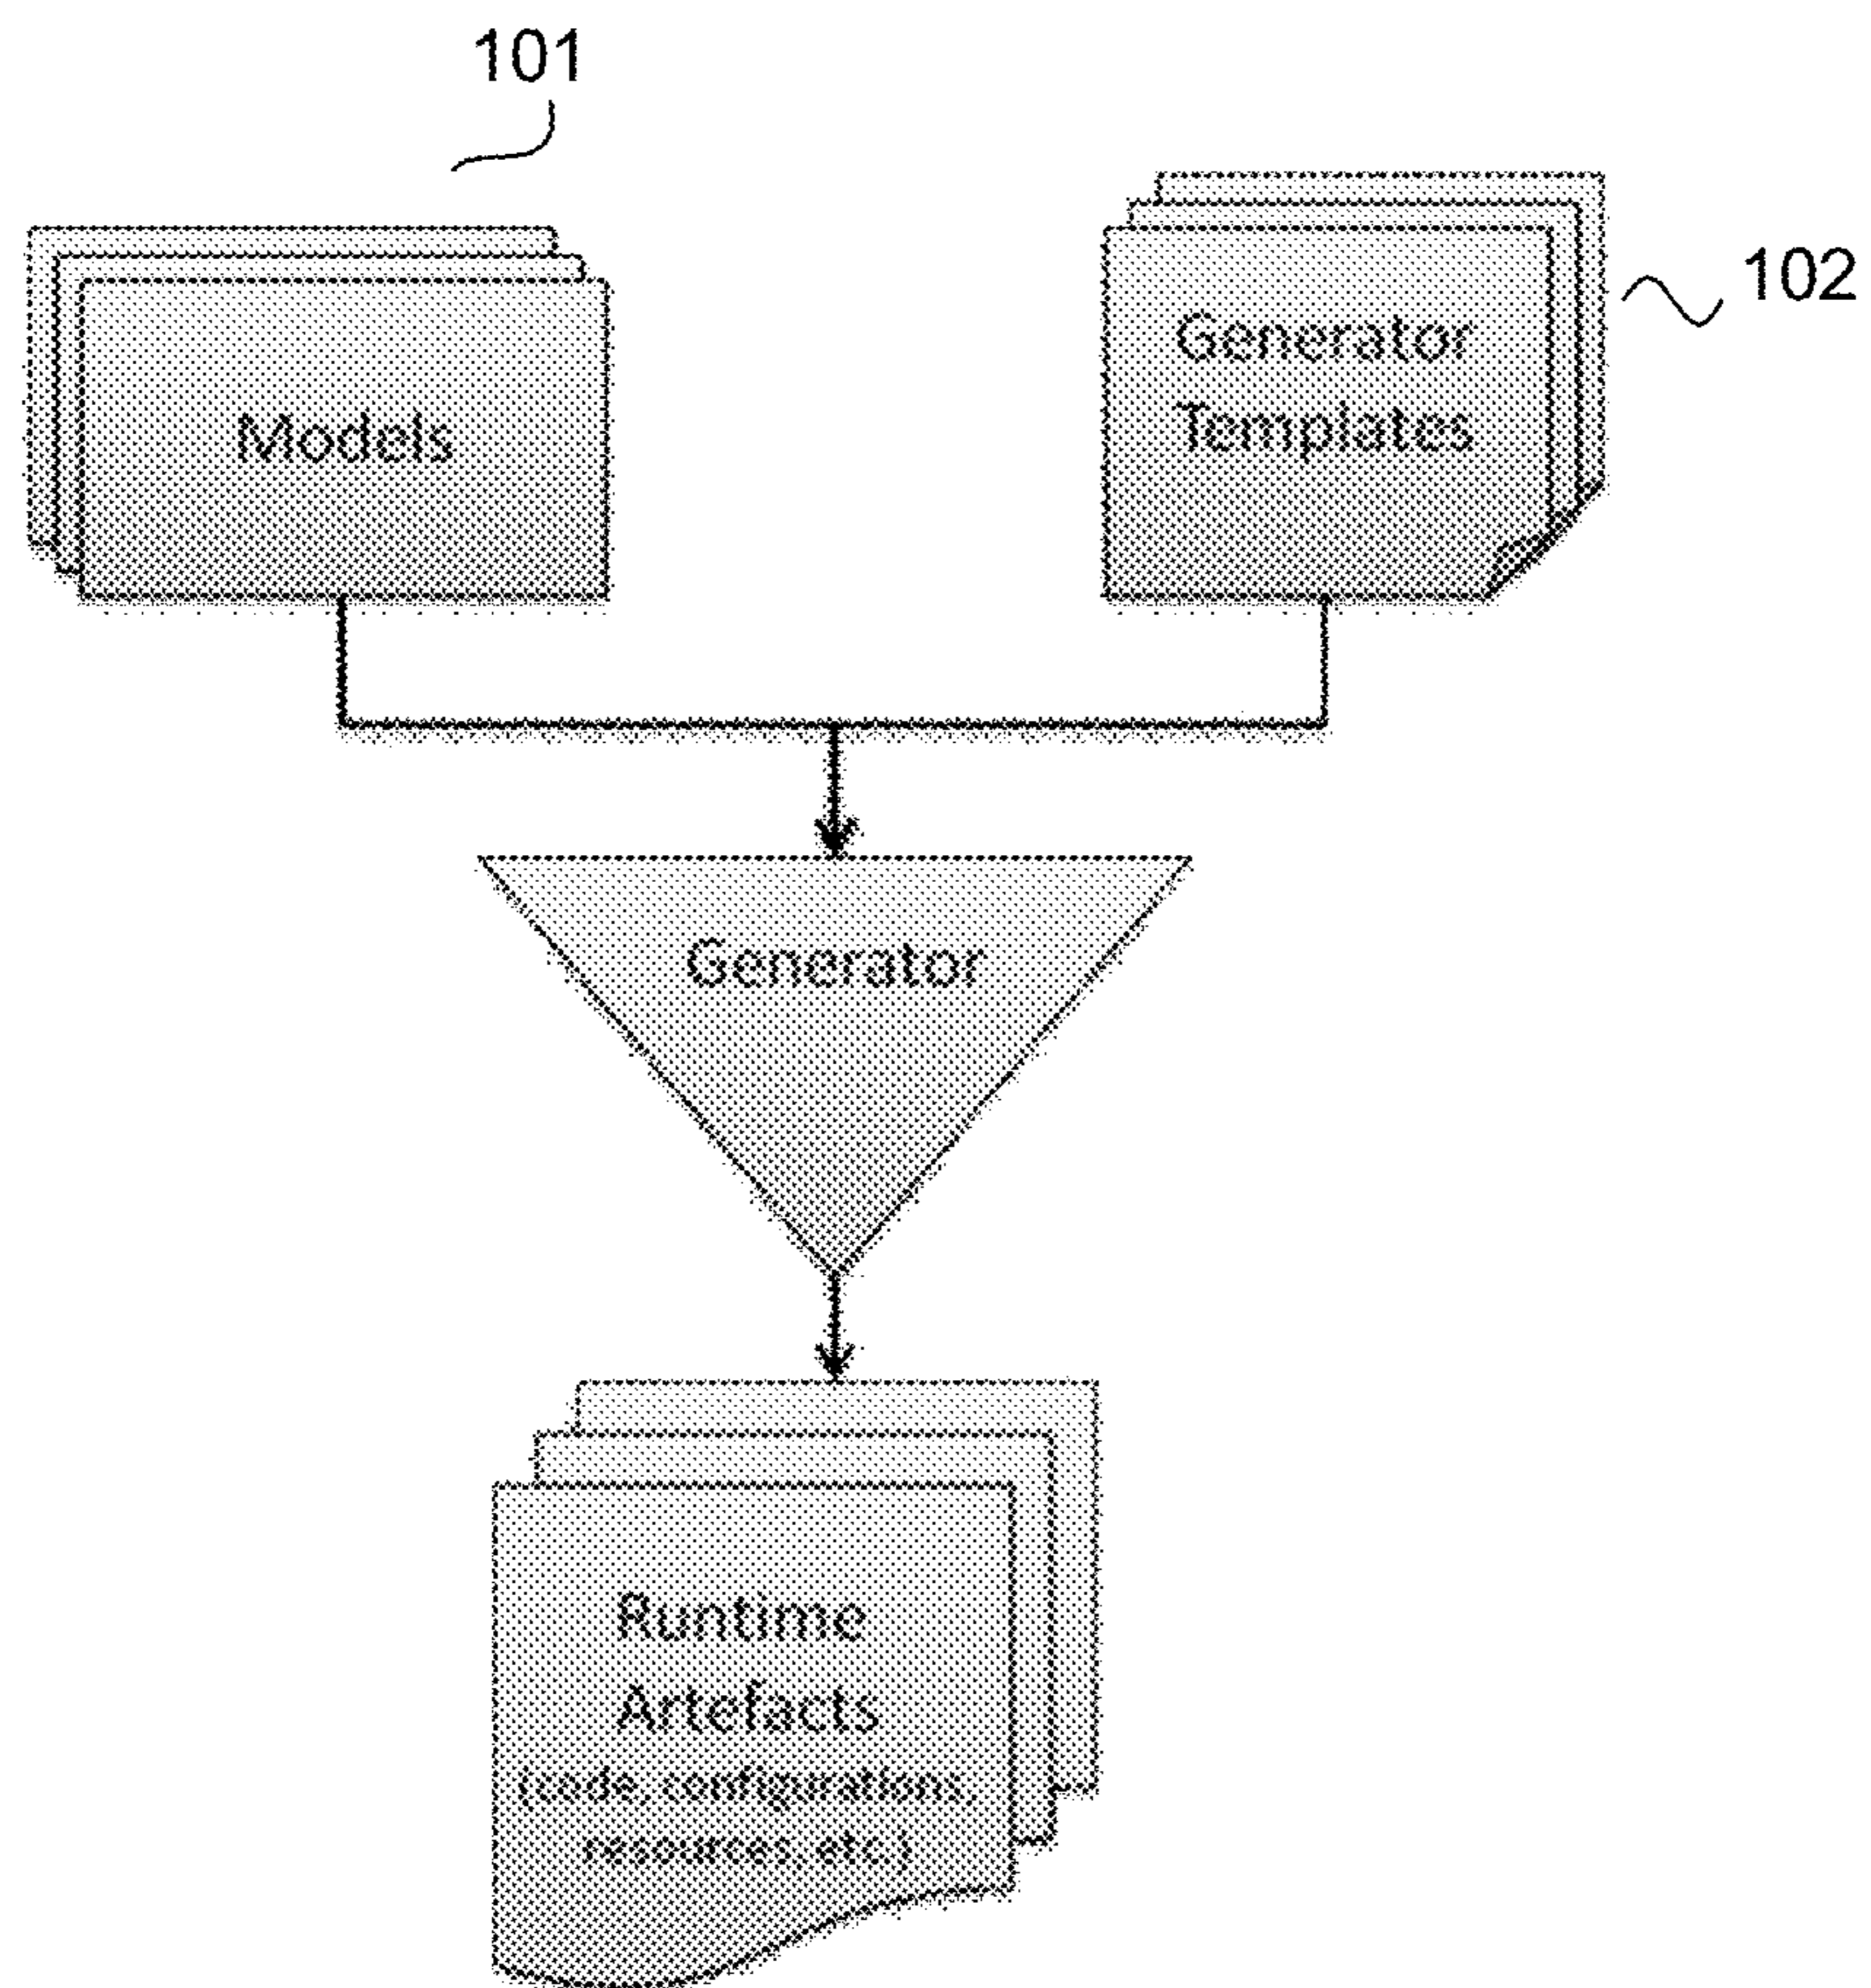 101
102
Models
Generator
Templates
Generator
Runtime
Artefacts
(code, configurations,
resources, etc.)